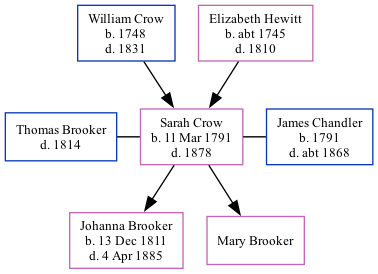 William Crow
b. 1748
d. 1831
Elizabeth Hewitt
b. abt 1745
d. 1810
Thomas Brooker
d. 1814
Sarah Crow
b. 11 Mar 1791
d. 1878
James Chandler
b. 1791
d. abt 1868
Johanna Brooker
b. 13 Dec 1811
d. 4 Apr 1885
Mary Brooker